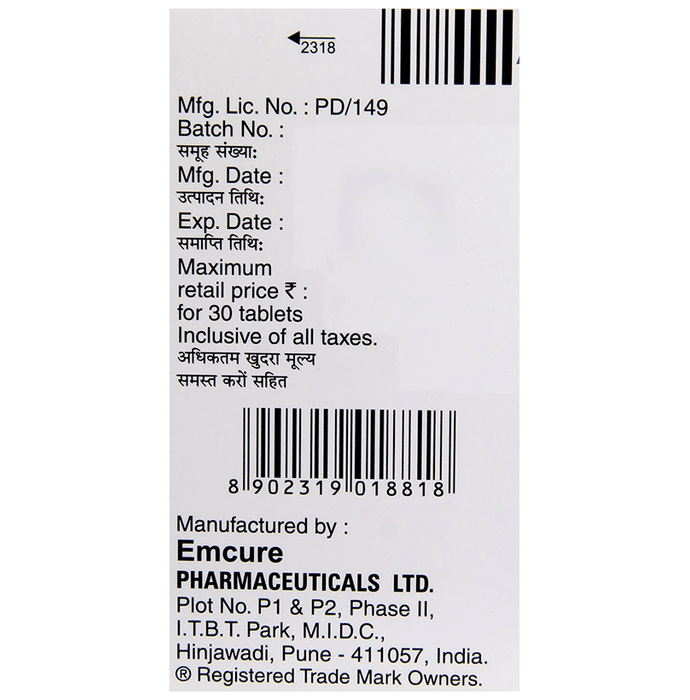 2318
Mfg. Lic. No. : PD/149
Batch No. :
समूह संख्याः
Mfg. Date :
उत्पादन तिथिः
Exp. Date :
समाप्ति तिथिः
Maximum
retail price ₹ :
for 30 tablets
Inclusive of all taxes.
अधिकतम खुदरा मूल्य
समस्त करों सहित
8 902319 018818
Manufactured by :
Emcure
PHARMACEUTICALS LTD.
Plot No. P1 & P2, Phase II,
I.T.B.T. Park, M.I.D.C.,
Hinjawadi, Pune - 411057, India.
® Registered Trade Mark Owners.